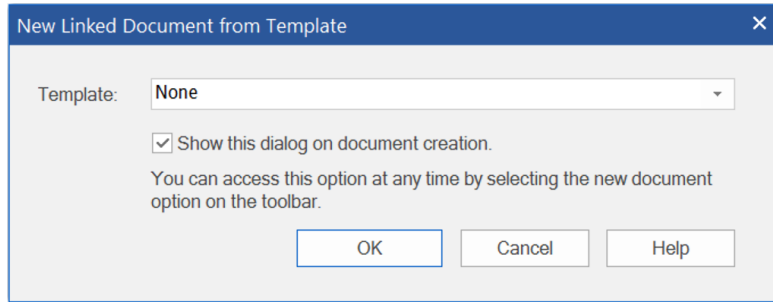 New Linked Document from Template
Template:
None
Show this dialog on document creation.
You can access this option at any time by selecting the new document
option on the toolbar.
OK
Cancel
Help